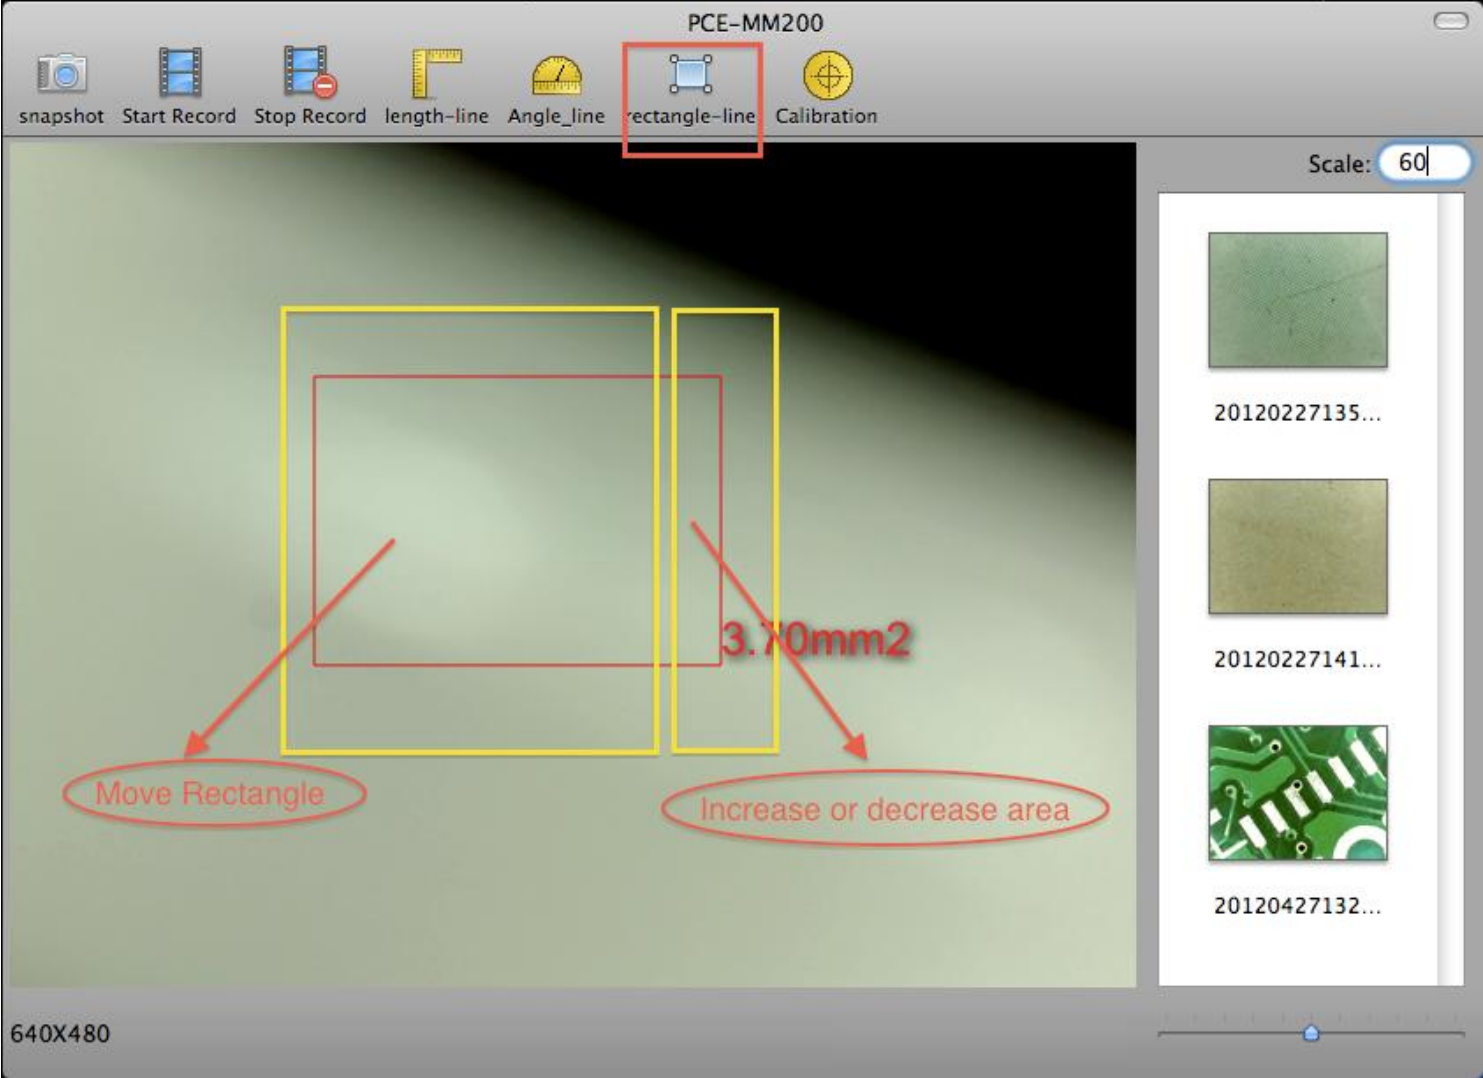 PCE-MM200
snapshot Start Record Stop Record length-line Angle_line rectangle-line Calibration
Scale: 60
20120227135...
3.70mm2
20120227141...
Move Rectangle
Increase or decrease area
20120427132...
640X480